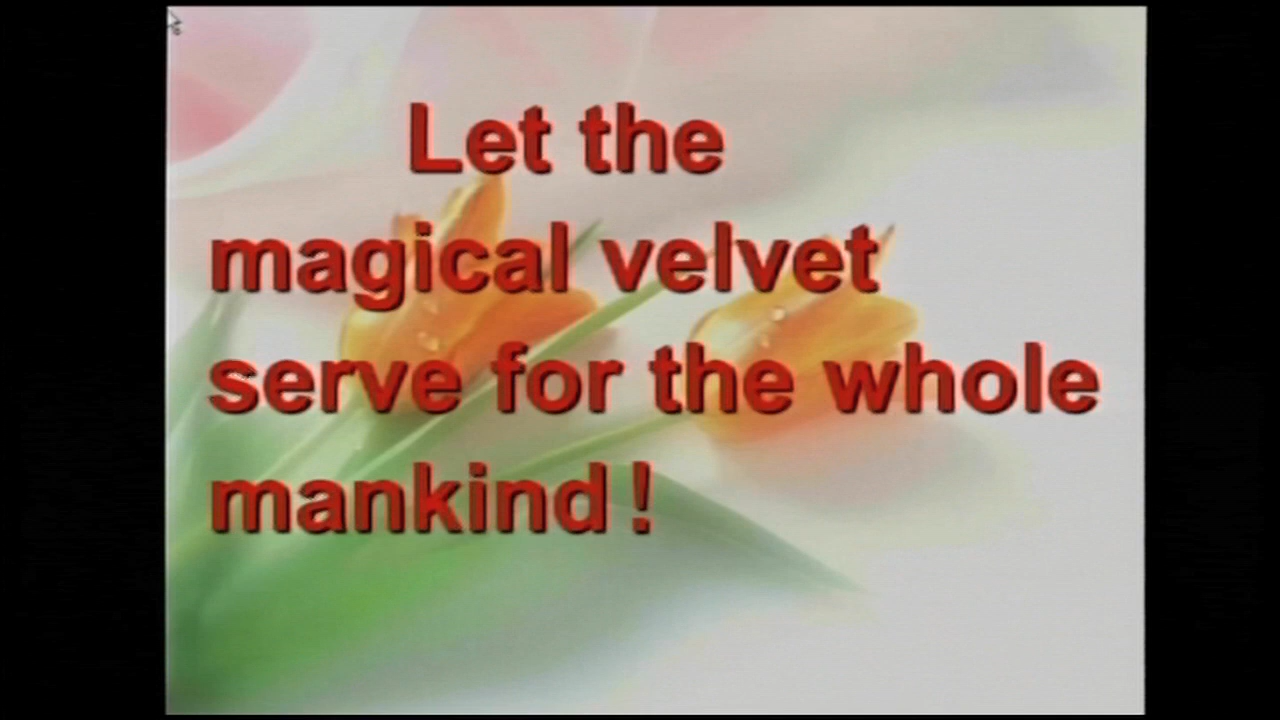 Let the
magical velvet
serve for the whole
mankind!